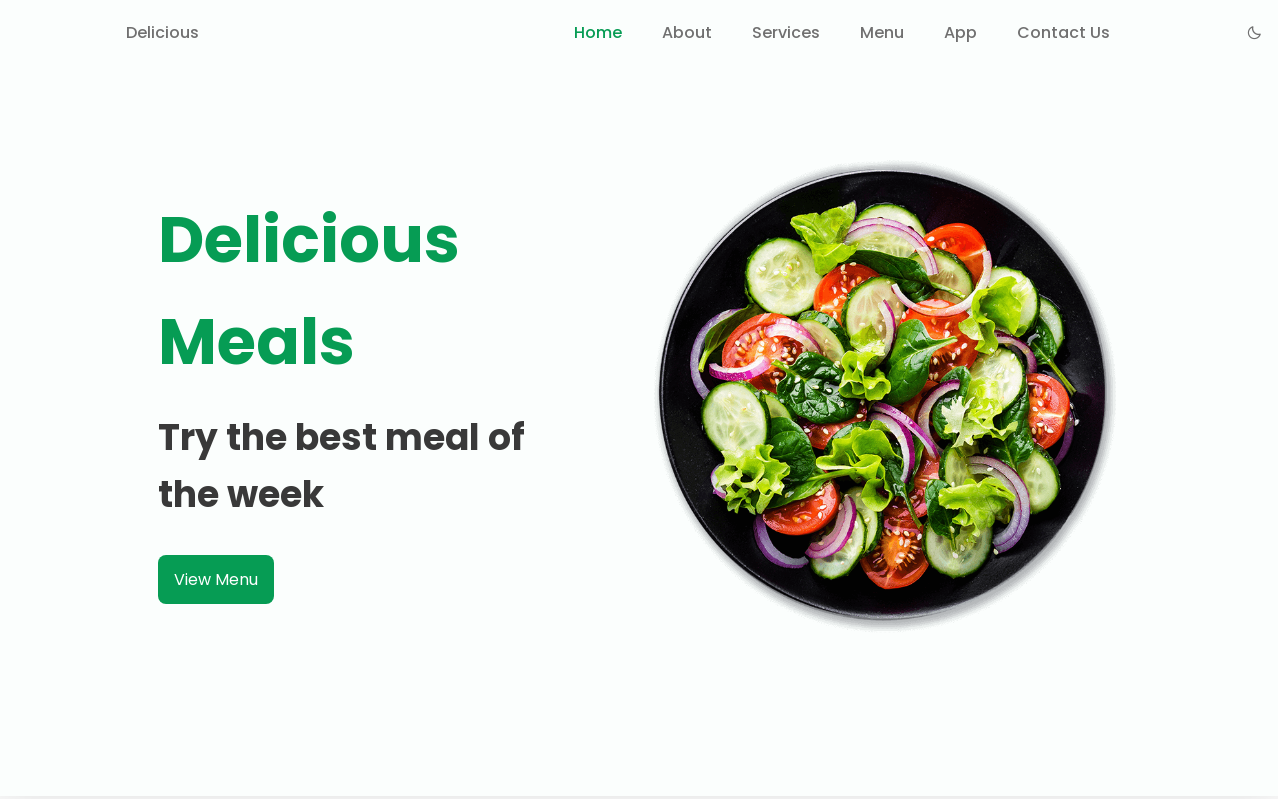 Delicious
Home About Services Menu App Contact Us
Delicious
Meals
Try the best meal of
the week
View Menu